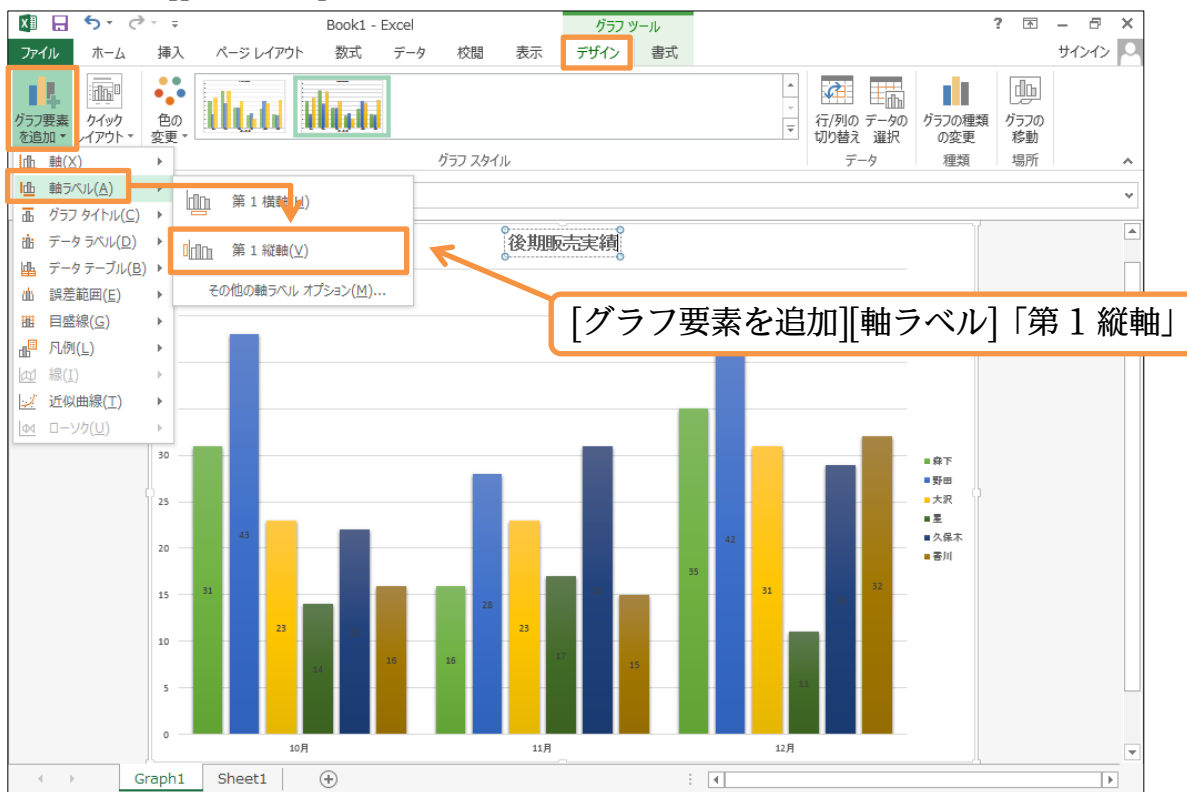 Book1 - Excel
グラフ ツール
?
ファイル
ホーム
挿入
ページ レイアウト
数式
データ
校閲
表示
デザイン
書式
サインイン
グラフ要素
を追加
クイック
レイアウト
色の
変更
行/列の
切り替え
データの
選択
グラフの種類
の変更
グラフの
移動
グラフ スタイル
データ
種類
場所
軸(X)
軸ラベル(A)
グラフ タイトル(C)
データ ラベル(D)
データ テーブル(B)
誤差範囲(E)
目盛線(G)
凡例(L)
線(I)
近似曲線(T)
ローソク(U)
第 1 横軸(H)
第 1 縦軸(V)
その他の軸ラベル オプション(M)...
後期販売実績
[グラフ要素を追加][軸ラベル]「第 1 縦軸」
30
25
20
15
10
5
0
31
43
23
14
16
16
28
23
17
15
35
42
31
11
32
10月
11月
12月
森下
野田
大沢
星
久保木
香川
Graph1
Sheet1